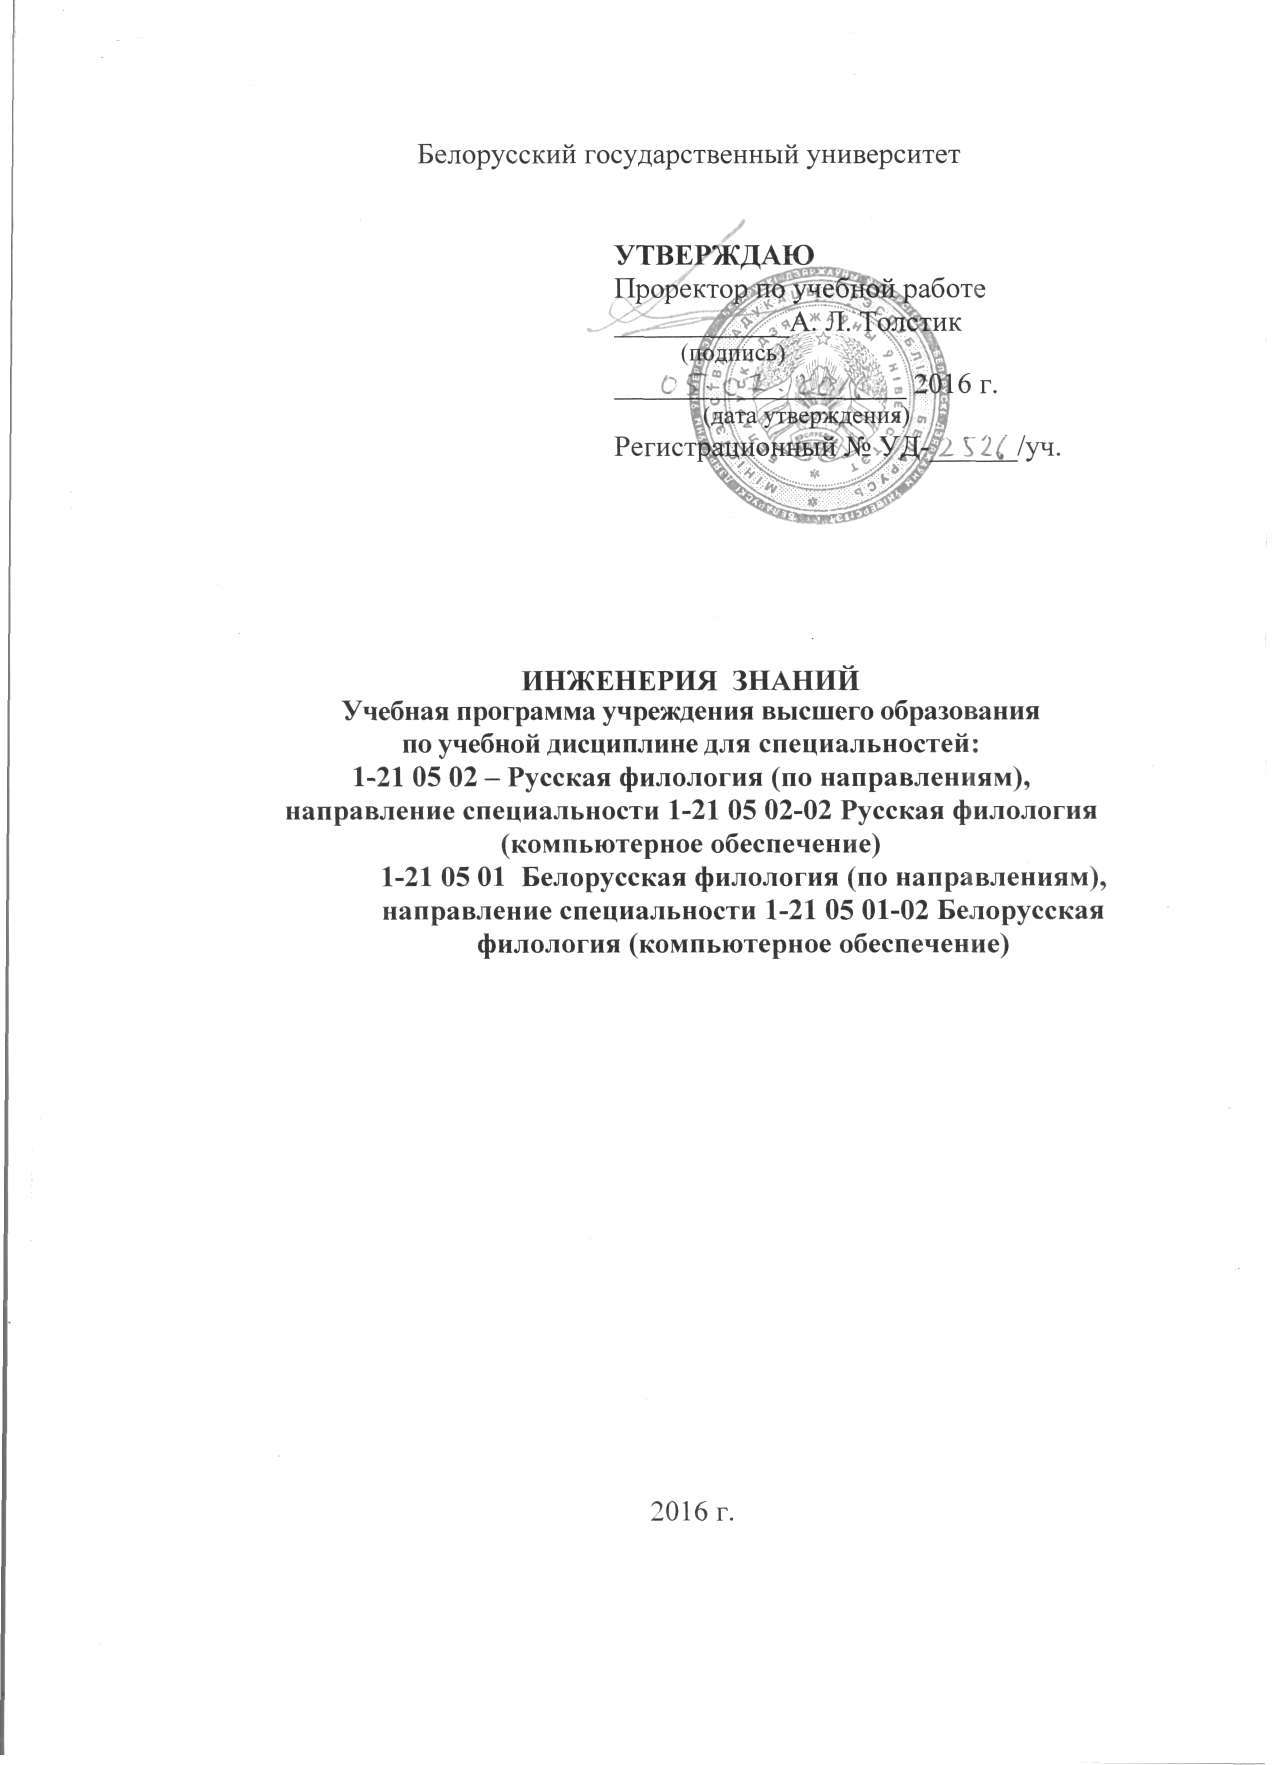 Белорусский государственный университет
УТВЕРЖДАЮ
Проректор по учебной работе
____________А. Л. Толстик
(подпись)
05.07. 2016 г.
(дата утверждения)
Регистрационный № УД-2526/уч.
ИНЖЕНЕРИЯ ЗНАНИЙ
Учебная программа учреждения высшего образования
по учебной дисциплине для специальностей:
1-21 05 02 – Русская филология (по направлениям),
направление специальности 1-21 05 02-02 Русская филология
(компьютерное обеспечение)
1-21 05 01 Белорусская филология (по направлениям),
направление специальности 1-21 05 01-02 Белорусская
филология (компьютерное обеспечение)
2016 г.